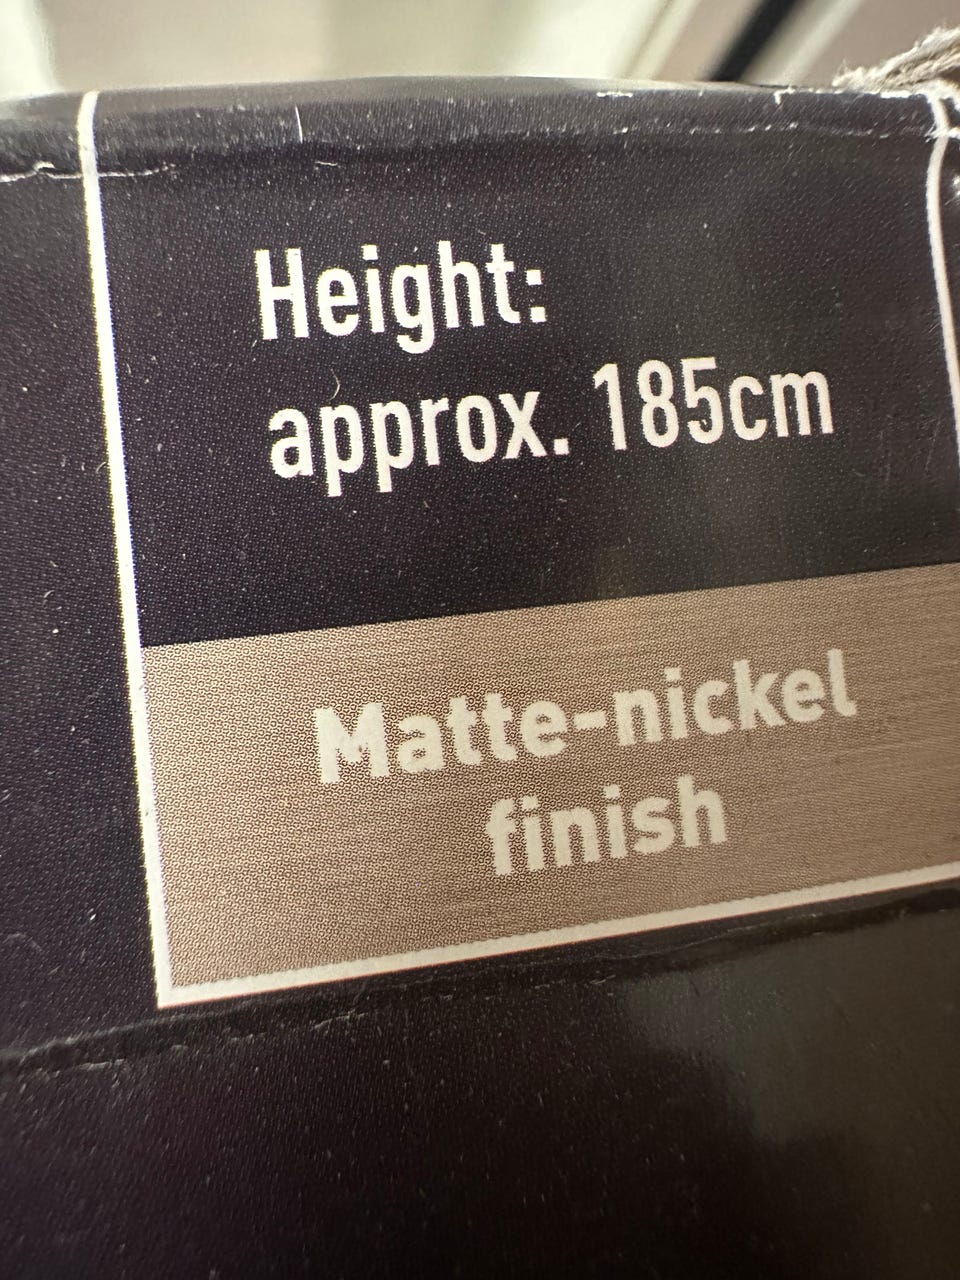 Height:
approx. 185cm
Matte-nickel
finish